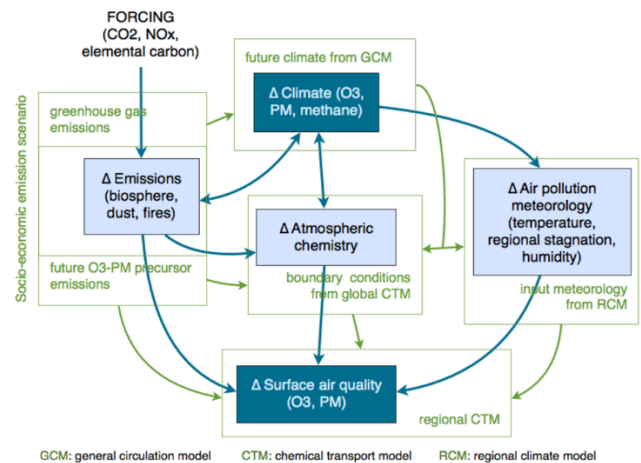 FORCING
(CO2, NOx,
elemental carbon)
future climate from GCM
Δ Climate (O3,
PM, methane)
Socio-economic emission scenario
greenhouse gas
emissions
Δ Emissions
(biosphere,
dust, fires)
future O3-PM precursor
emissions
Δ Atmospheric
chemistry
boundary conditions
from global CTM
Δ Air pollution
meteorology
(temperature,
regional stagnation,
humidity)
input meteorology
from RCM
Δ Surface air quality
(O3, PM)
regional CTM
GCM: general circulation model CTM: chemical transport model RCM: regional climate model